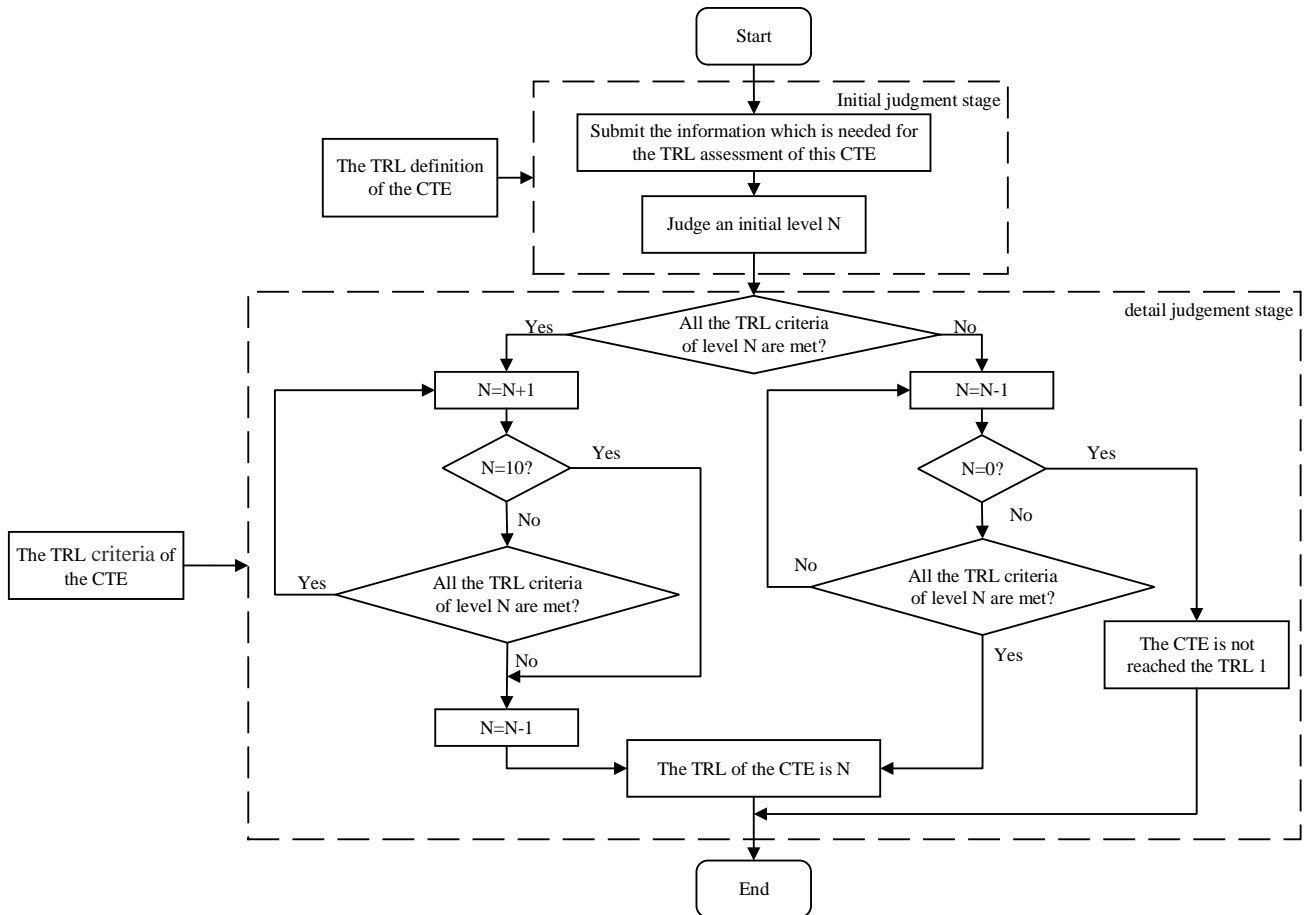 Start
Initial judgment stage
Submit the information which is needed for
the TRL assessment of this CTE
The TRL definition
of the CTE
Judge an initial level N
detail judgement stage
All the TRL criteria
of level N are met?
Yes
No
N=N+1
N=N-1
N=10?
Yes
N=0?
Yes
No
No
The TRL criteria of
the CTE
Yes
All the TRL criteria
of level N are met?
No
All the TRL criteria
of level N are met?
The CTE is not
reached the TRL 1
No
Yes
N=N-1
The TRL of the CTE is N
End